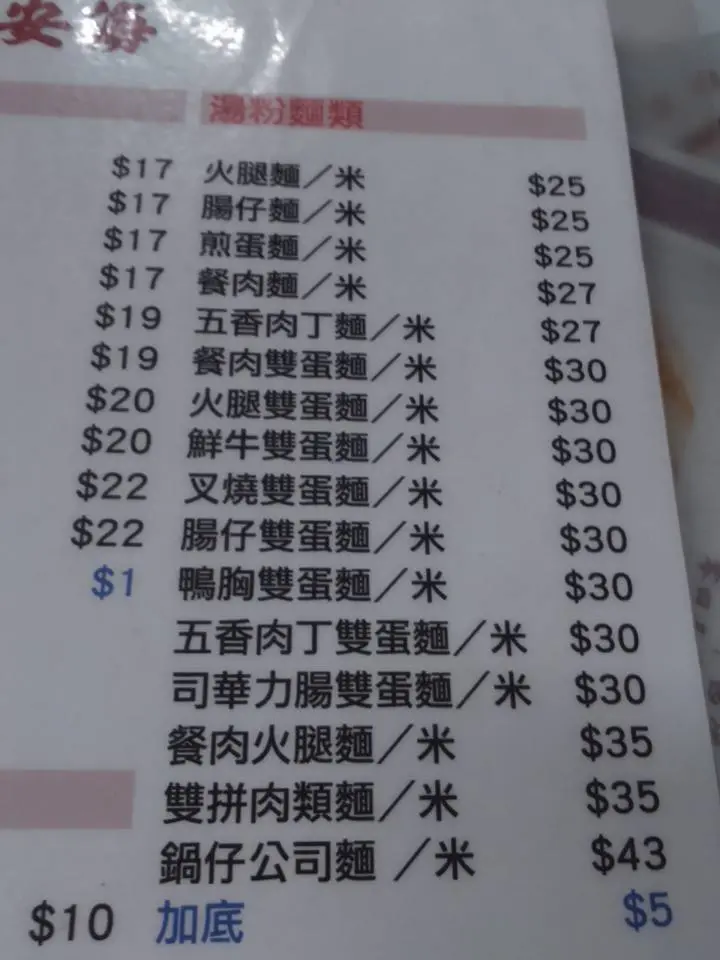 安海
湯粉麵類
$17 火腿麵／米 $25
$17 腸仔麵／米 $25
$17 煎蛋麵／米 $25
$17 餐肉麵／米 $27
$19 五香肉丁麵／米 $27
$19 餐肉雙蛋麵／米 $30
$20 火腿雙蛋麵／米 $30
$20 鮮牛雙蛋麵／米 $30
$22 叉燒雙蛋麵／米 $30
$22 腸仔雙蛋麵／米 $30
$1 鴨胸雙蛋麵／米 $30
五香肉丁雙蛋麵／米 $30
司華力腸雙蛋麵／米 $30
餐肉火腿麵／米 $35
雙拼肉類麵／米 $35
鍋仔公司麵 ／米 $43
$10 加底 $5